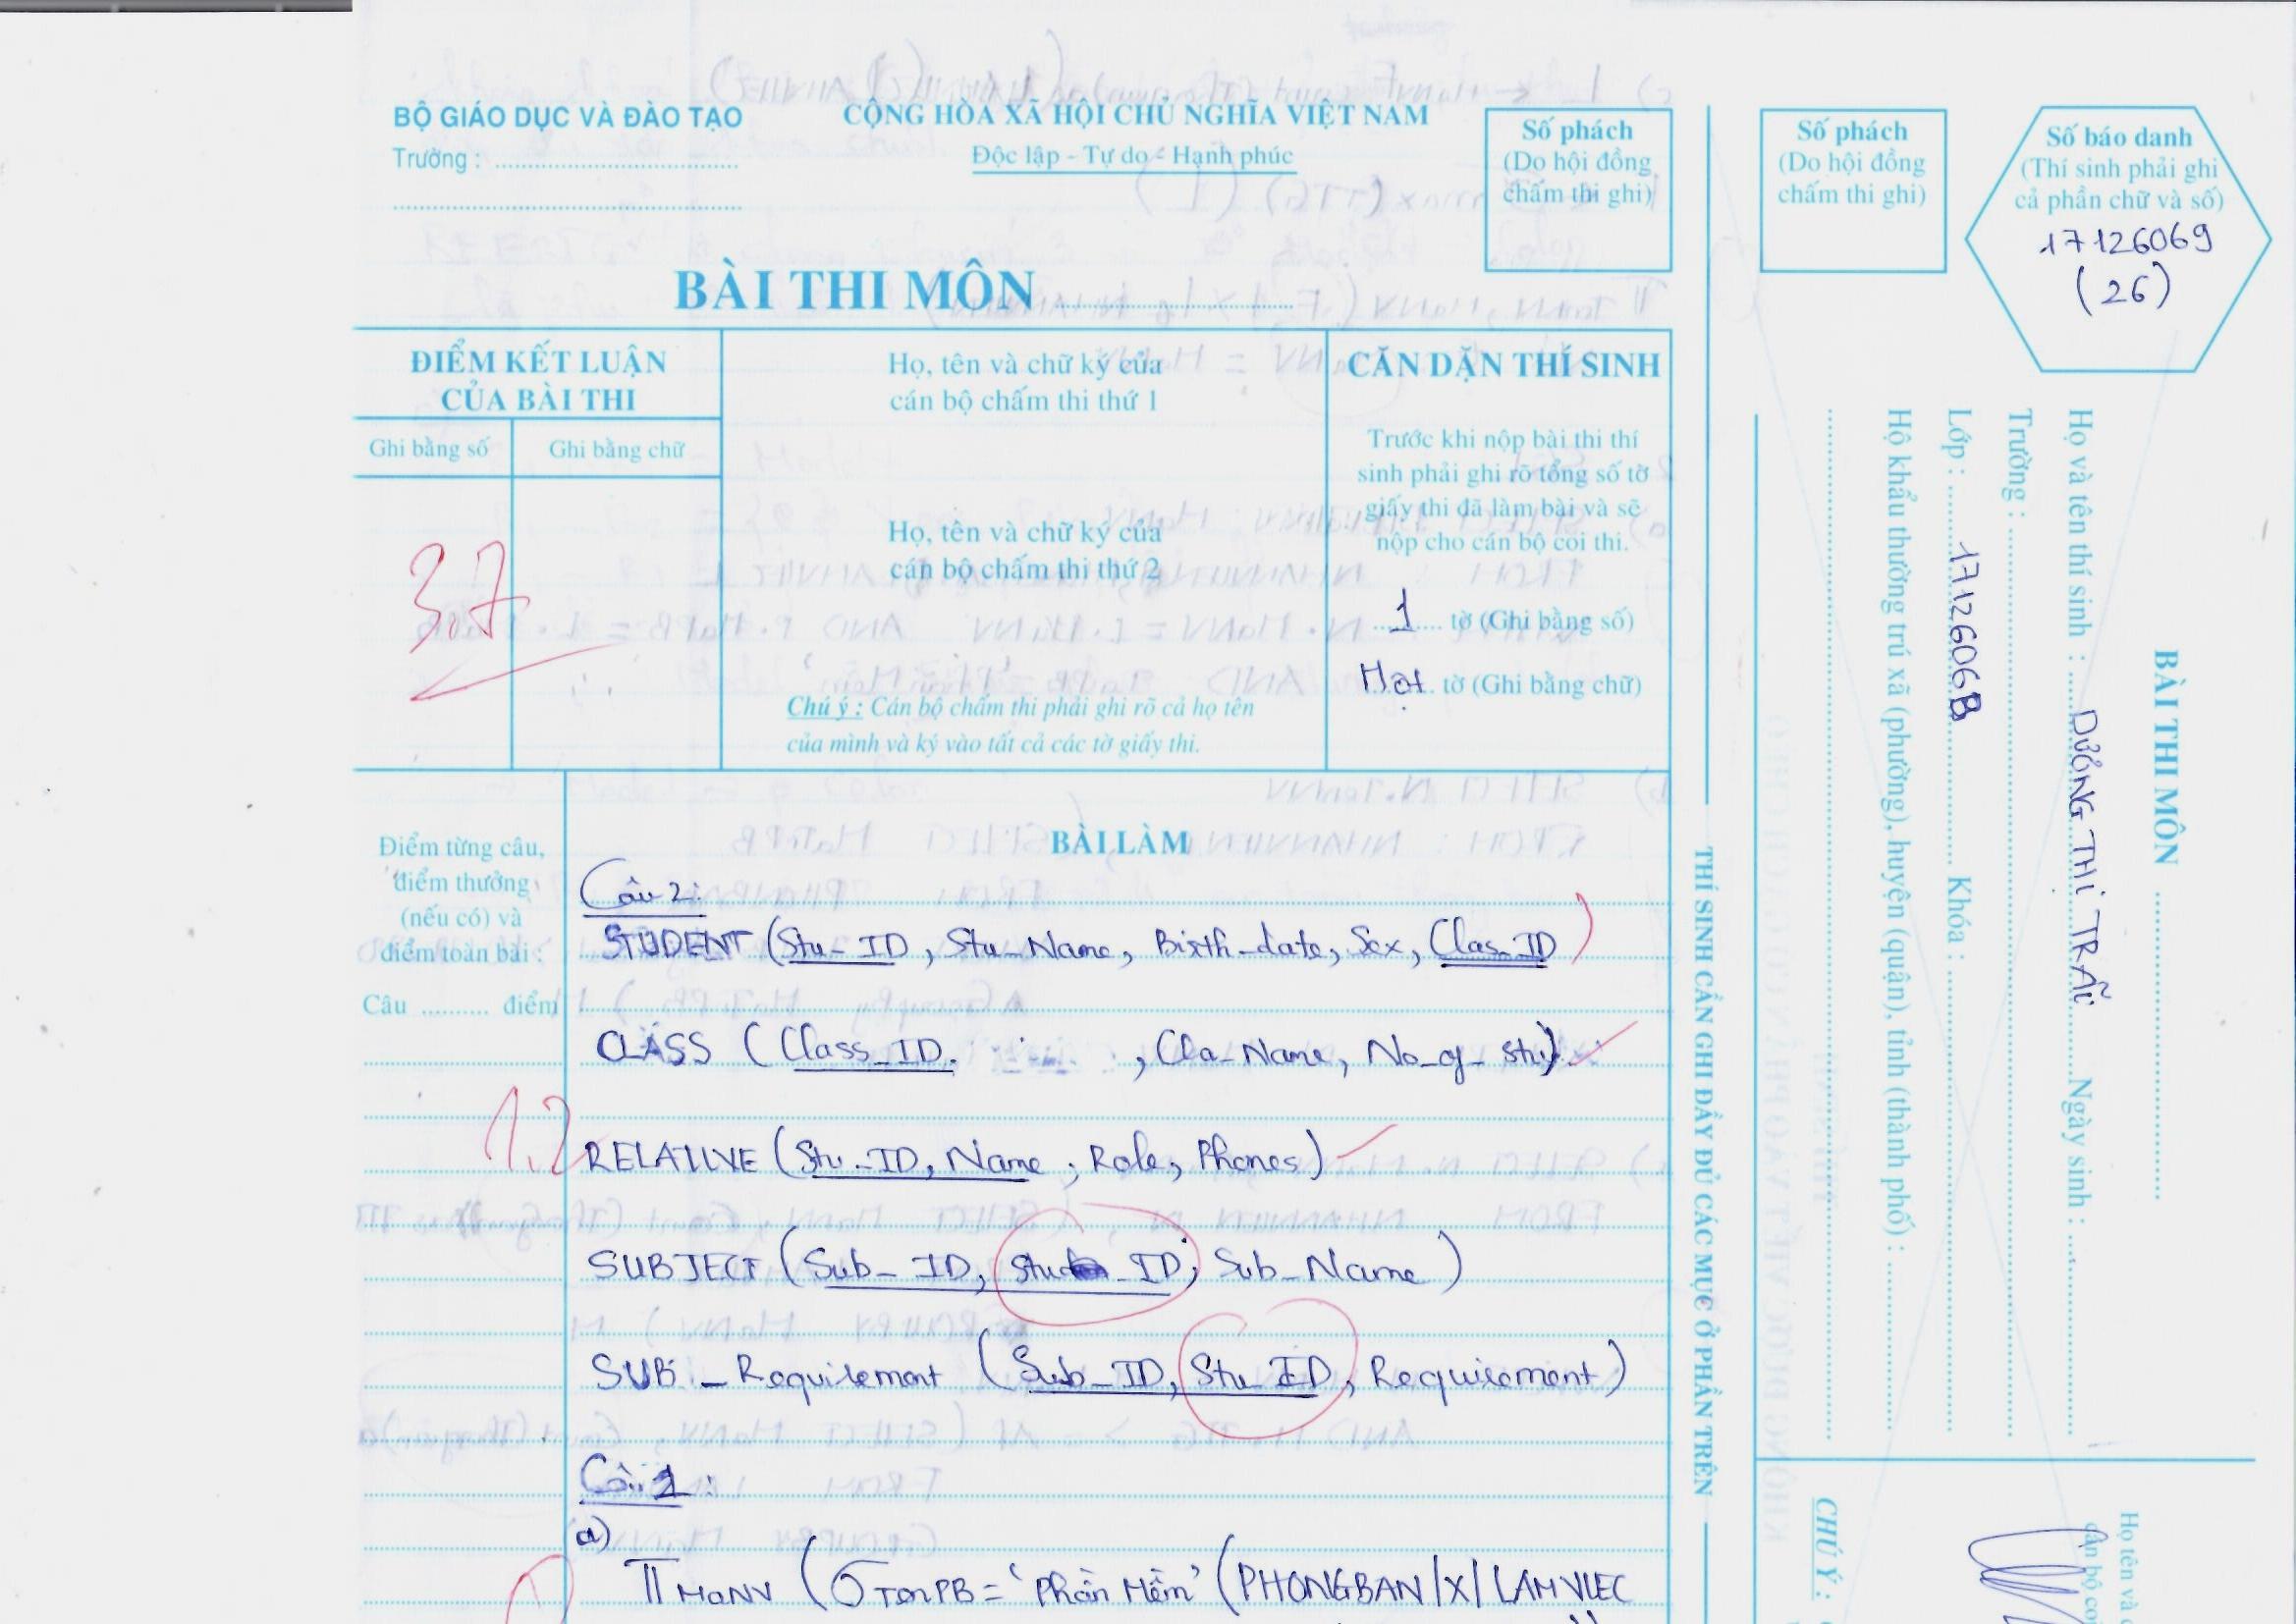 BỘ GIÁO DỤC VÀ ĐÀO TẠO
Trường :
CỘNG HÒA XÃ HỘI CHỦ NGHĨA VIỆT NAM
Độc lập - Tự do - Hạnh phúc
Số phách
(Do hội đồng
chấm thi ghi)
Số phách
(Do hội đồng
chấm thi ghi)
Số báo danh
(Thí sinh phải ghi
cả phần chữ và số)
17126069
(26)
BÀI THI MÔN
ĐIỂM KẾT LUẬN
CỦA BÀI THI
Ghi bằng số
Ghi bằng chữ
3.7
Họ, tên và chữ ký của
cán bộ chấm thi thứ 1
Họ, tên và chữ ký của
cán bộ chấm thi thứ 2
Chú ý : Cán bộ chấm thi phải ghi rõ cả họ tên
của mình và ký vào tất cả các tờ giấy thi.
CĂN DẶN THÍ SINH
Trước khi nộp bài thi thí
sinh phải ghi rõ tổng số tờ
giấy thi đã làm bài và sẽ
nộp cho cán bộ coi thi.
1 tờ (Ghi bằng số)
Một tờ (Ghi bằng chữ)
Điểm từng câu,
điểm thưởng
(nếu có) và
điểm toàn bài :
Câu .......... điểm
BÀI LÀM
Câu 2:
STUDENT (Stu_ID, Stu_Name, Birth_date, Sex, Clas_ID)
CLASS (Class_ID, Cla_Name, No_of_stu)
1.2
RELATIVE (Stu_ID, Name, Role, Phones)
SUBJECT (Sub_ID, Stu_ID, Sub_Name)
SUB_Requirement (Sub_ID, Stu_ID, Requirement)
Câu 1:
a)
π MaNV (σ TenPB = 'Phần Mềm' (PHONGBAN |X| LAMVIEC
THÍ SINH CẦN GHI ĐẦY ĐỦ CÁC MỤC Ở PHẦN TRÊN
BÀI THI MÔN
Họ và tên thí sinh : DƯƠNG THỊ TRÃI Ngày sinh :
Trường :
Lớp : 1712606B Khóa :
Hộ khẩu thường trú xã (phường), huyện (quận), tỉnh (thành phố) :
CHÚ Ý :
Họ tên và
cán bộ co